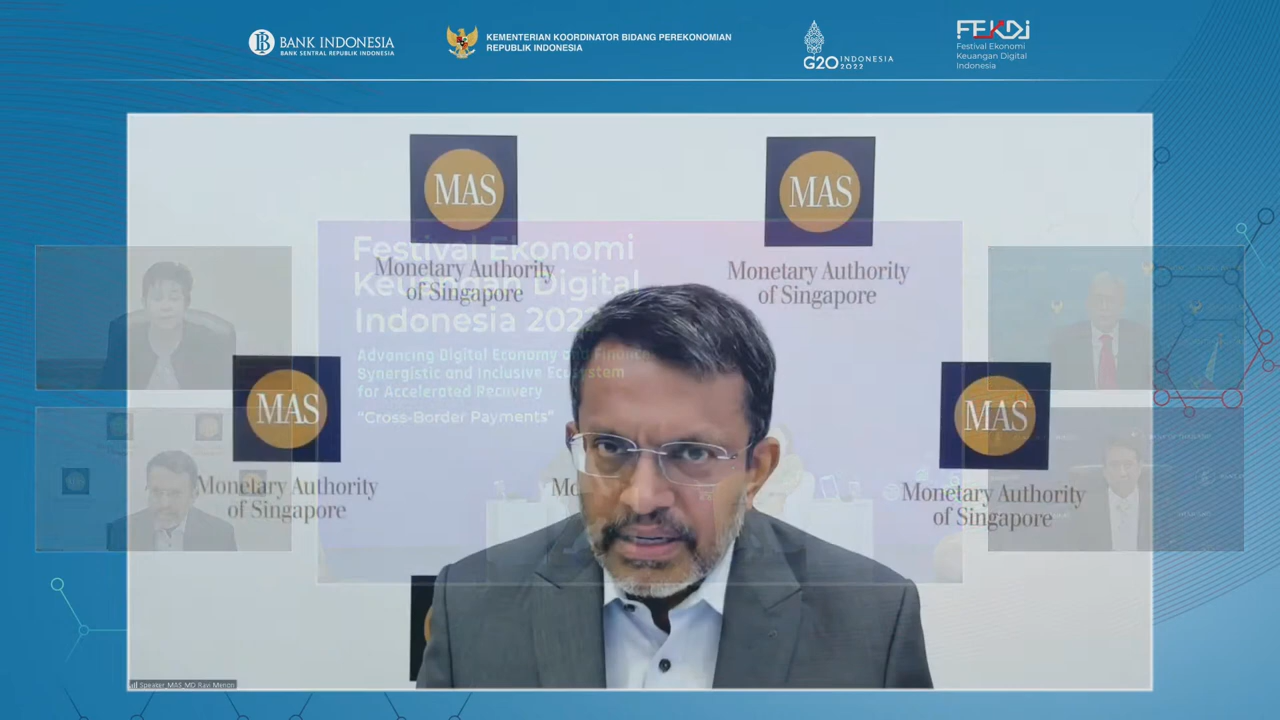 BANK INDONESIA
BANK SENTRAL REPUBLIK INDONESIA
KEMENTERIAN KOORDINATOR BIDANG PEREKONOMIAN
REPUBLIK INDONESIA
G20 INDONESIA
2022
FEKDI
Festival Ekonomi
Keuangan Digital
Indonesia
MAS
Monetary Authority
of Singapore
MAS
Monetary Authority
of Singapore
Festival Ekonomi
Keuangan Digital
Indonesia 2022
Advancing Digital Economy and Finance
Synergistic and Inclusive Ecosystem
for Accelerated Recovery
"Cross-Border Payments"
MAS
Monetary Authority
of Singapore
MAS
Monetary Authority
of Singapore
Mo
Speaker_MAS_MD Ravi Menon